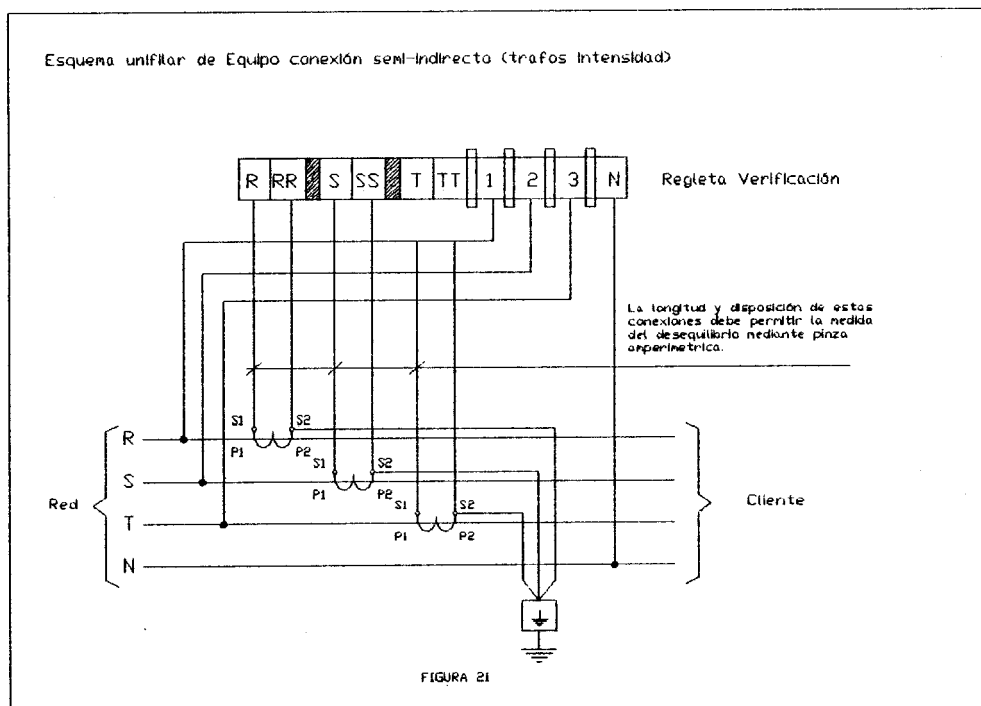 Esquema unifilar de Equipo conexión semi-indirecto (trafos intensidad)
R RR S SS T TT 1 2 3 N
Regleta Verificación
La longitud y disposición de estas
conexiones debe permitir la medida
del desequilibrio mediante pinza
amperimetrica.
S1 S2
R
P1 P2
S1 S2
S
P1 P2
S1 S2
Red
Cliente
T
P1 P2
N
FIGURA 21